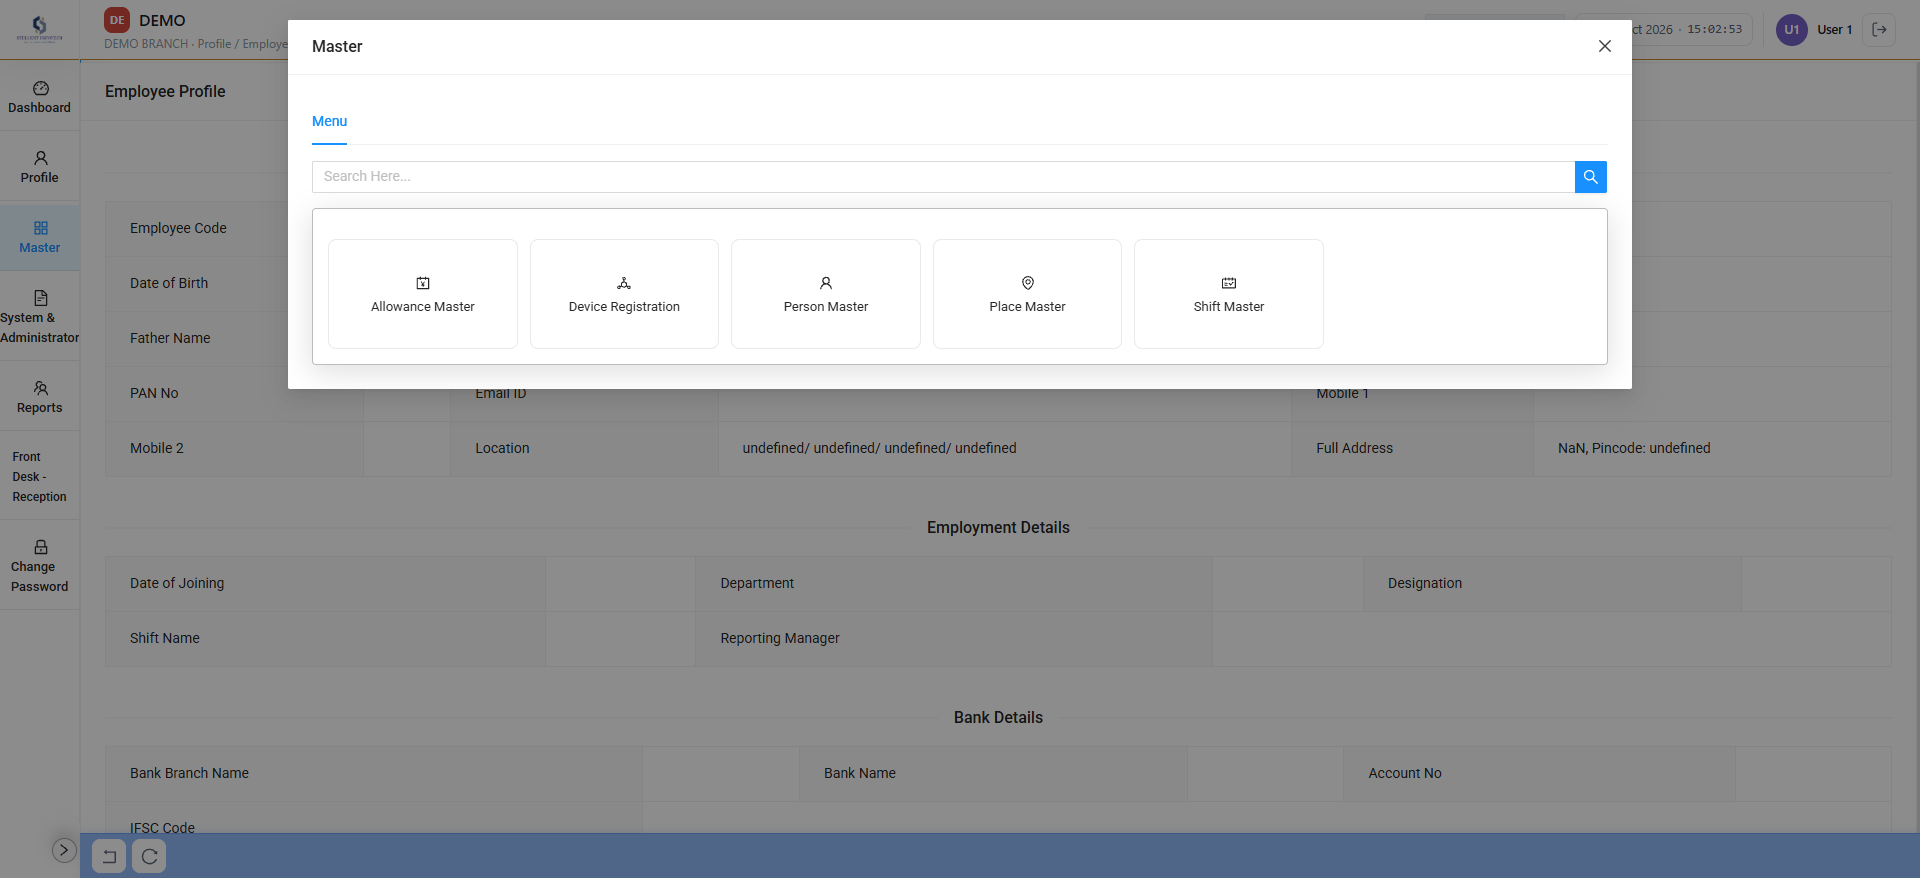 DE
DEMO
DEMO BRANCH · Profile / Employe
ct 2026 · 15:02:53
U1
User 1
Master
Menu
Search Here...
Allowance Master
Device Registration
Person Master
Place Master
Shift Master
Dashboard
Profile
Master
System &
Administrator
Reports
Front
Desk -
Reception
Change
Password
Employee Profile
Employee Code
Date of Birth
Father Name
PAN No
Email ID
Mobile 1
Mobile 2
Location
undefined/ undefined/ undefined/ undefined
Full Address
NaN, Pincode: undefined
Employment Details
Date of Joining
Department
Designation
Shift Name
Reporting Manager
Bank Details
Bank Branch Name
Bank Name
Account No
IFSC Code